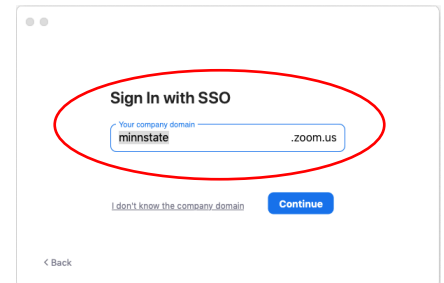 Sign In with SSO
Your company domain
minnstate .zoom.us
I don't know the company domain Continue
< Back